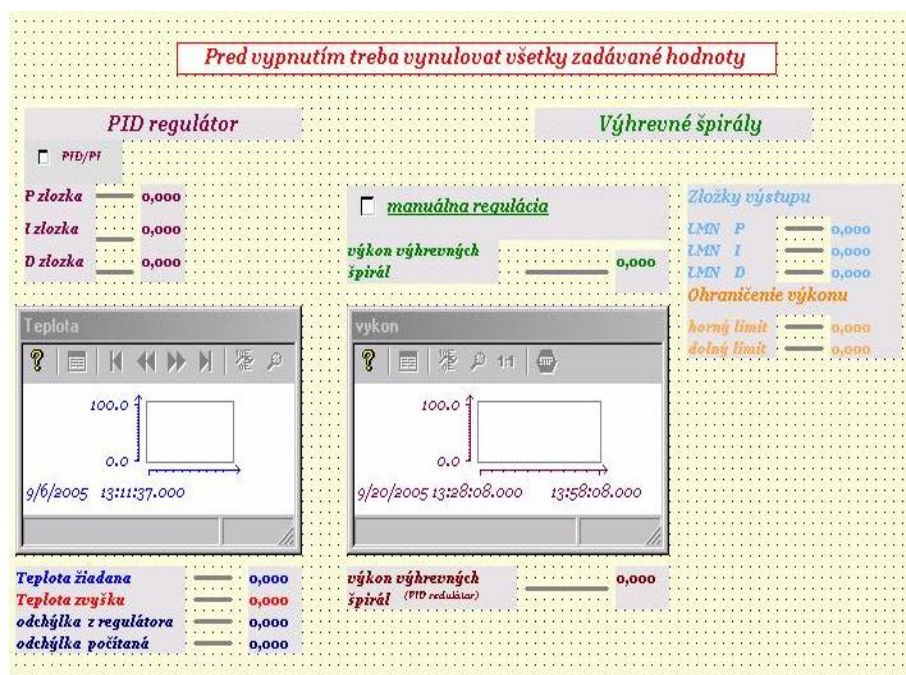 Pred vypnutím treba vynulovat všetky zadávané hodnoty
PID regulátor
PID/PI
P zlozka 0,000
I zlozka 0,000
D zlozka 0,000
Výhrevné špirály
manuálna regulácia
výkon výhrevných
špirál 0,000
Zložky výstupu
LMN P 0,000
LMN I 0,000
LMN D 0,000
Ohraničenie výkonu
horný limit 0,000
dolný limit 0,000
Teplota
100.0
0.0
9/6/2005 13:11:37.000
vykon
1:1
STOP
100.0
0.0
9/20/2005 13:28:08.000 13:58:08.000
Teplota žiadana 0,000
Teplota zvyšku 0,000
odchýlka z regulátora 0,000
odchýlka počítaná 0,000
výkon výhrevných 0,000
špirál (PID redulátor)